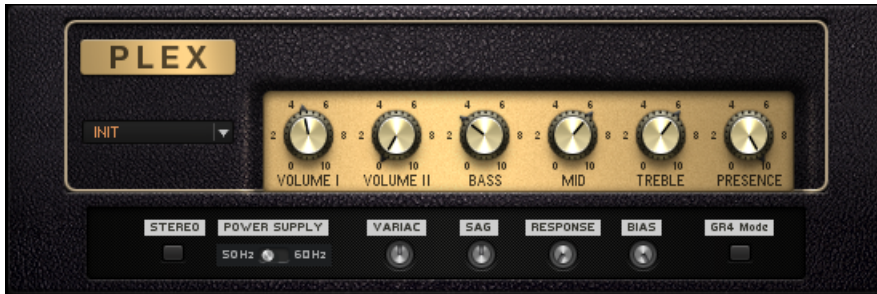 PLEX
INIT
4 6 4 6 4 6 4 6 4 6 4 6
2 8 2 8 2 8 2 8 2 8 2 8
0 10 0 10 0 10 0 10 0 10 0 10
VOLUME I VOLUME II BASS MID TREBLE PRESENCE
STEREO POWER SUPPLY VARIAC SAG RESPONSE BIAS GR4 Mode
50Hz 60Hz